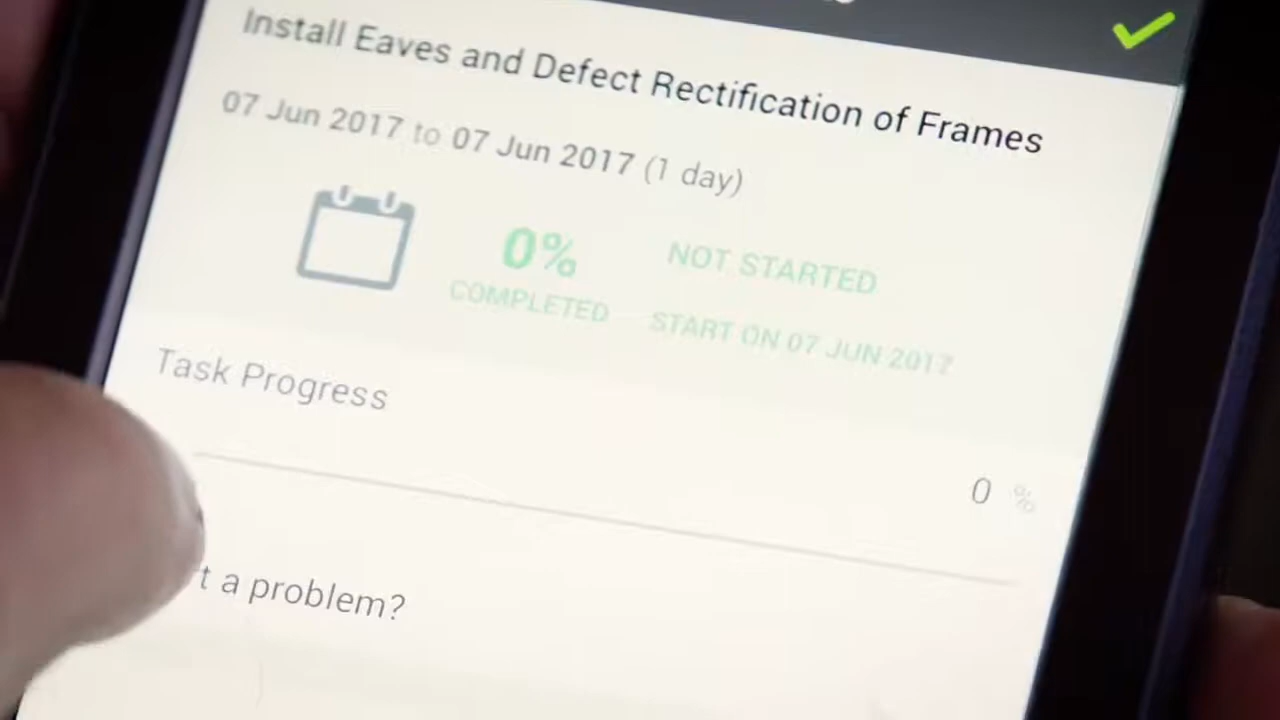 Install Eaves and Defect Rectification of Frames
07 Jun 2017 to 07 Jun 2017 (1 day)
0%
COMPLETED
NOT STARTED
START ON 07 JUN 2017
Task Progress
0 %
t a problem?